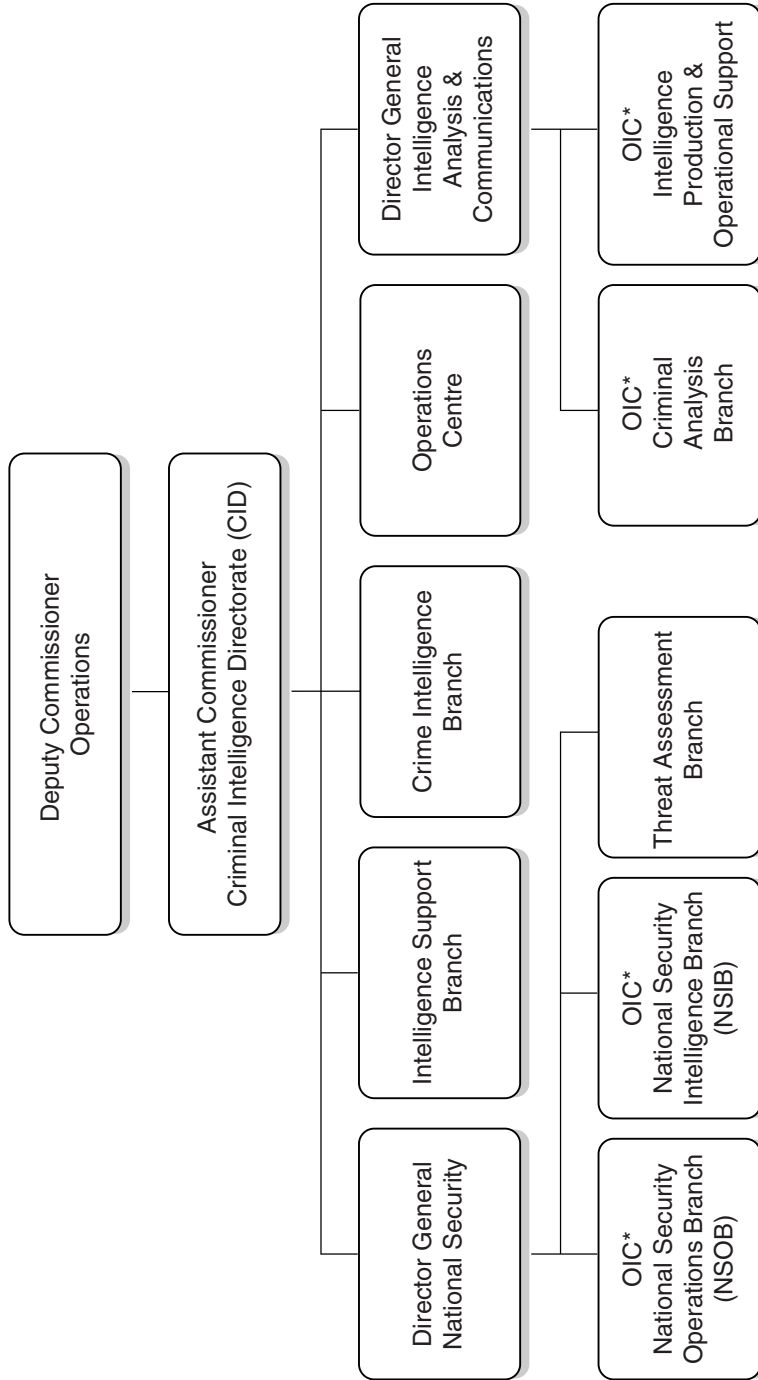 Deputy Commissioner
Operations
Assistant Commissioner
Criminal Intelligence Directorate (CID)
Director General
National Security
Intelligence Support
Branch
Crime Intelligence
Branch
Operations
Centre
Director General
Intelligence
Analysis &
Communications
OIC*
National Security
Operations Branch
(NSOB)
OIC*
National Security
Intelligence Branch
(NSIB)
Threat Assessment
Branch
OIC*
Criminal
Analysis
Branch
OIC*
Intelligence
Production &
Operational Support